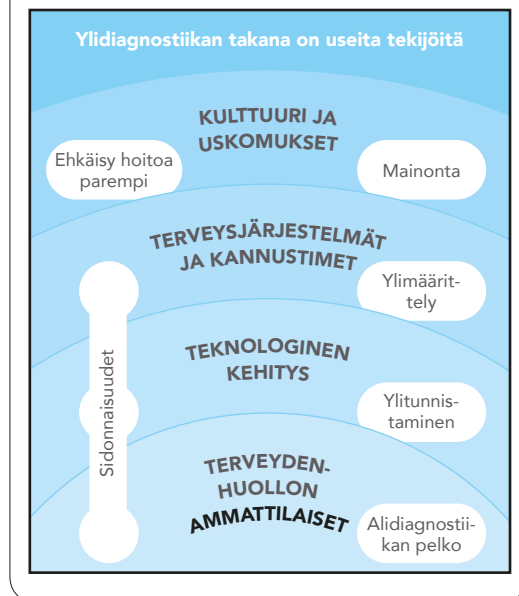 Ylidiagnostiikan takana on useita tekijöitä
KULTTUURI JA
USKOMUKSET
Ehkäisy hoitoa
parempi
Mainonta
TERVEYSJÄRJESTELMÄT
JA KANNUSTIMET
Ylimäärit-
tely
Sidonnaisuudet
TEKNOLOGINEN
KEHITYS
Ylitunnis-
taminen
TERVEYDEN-
HUOLLON
AMMATTILAISET
Alidiagnostii-
kan pelko